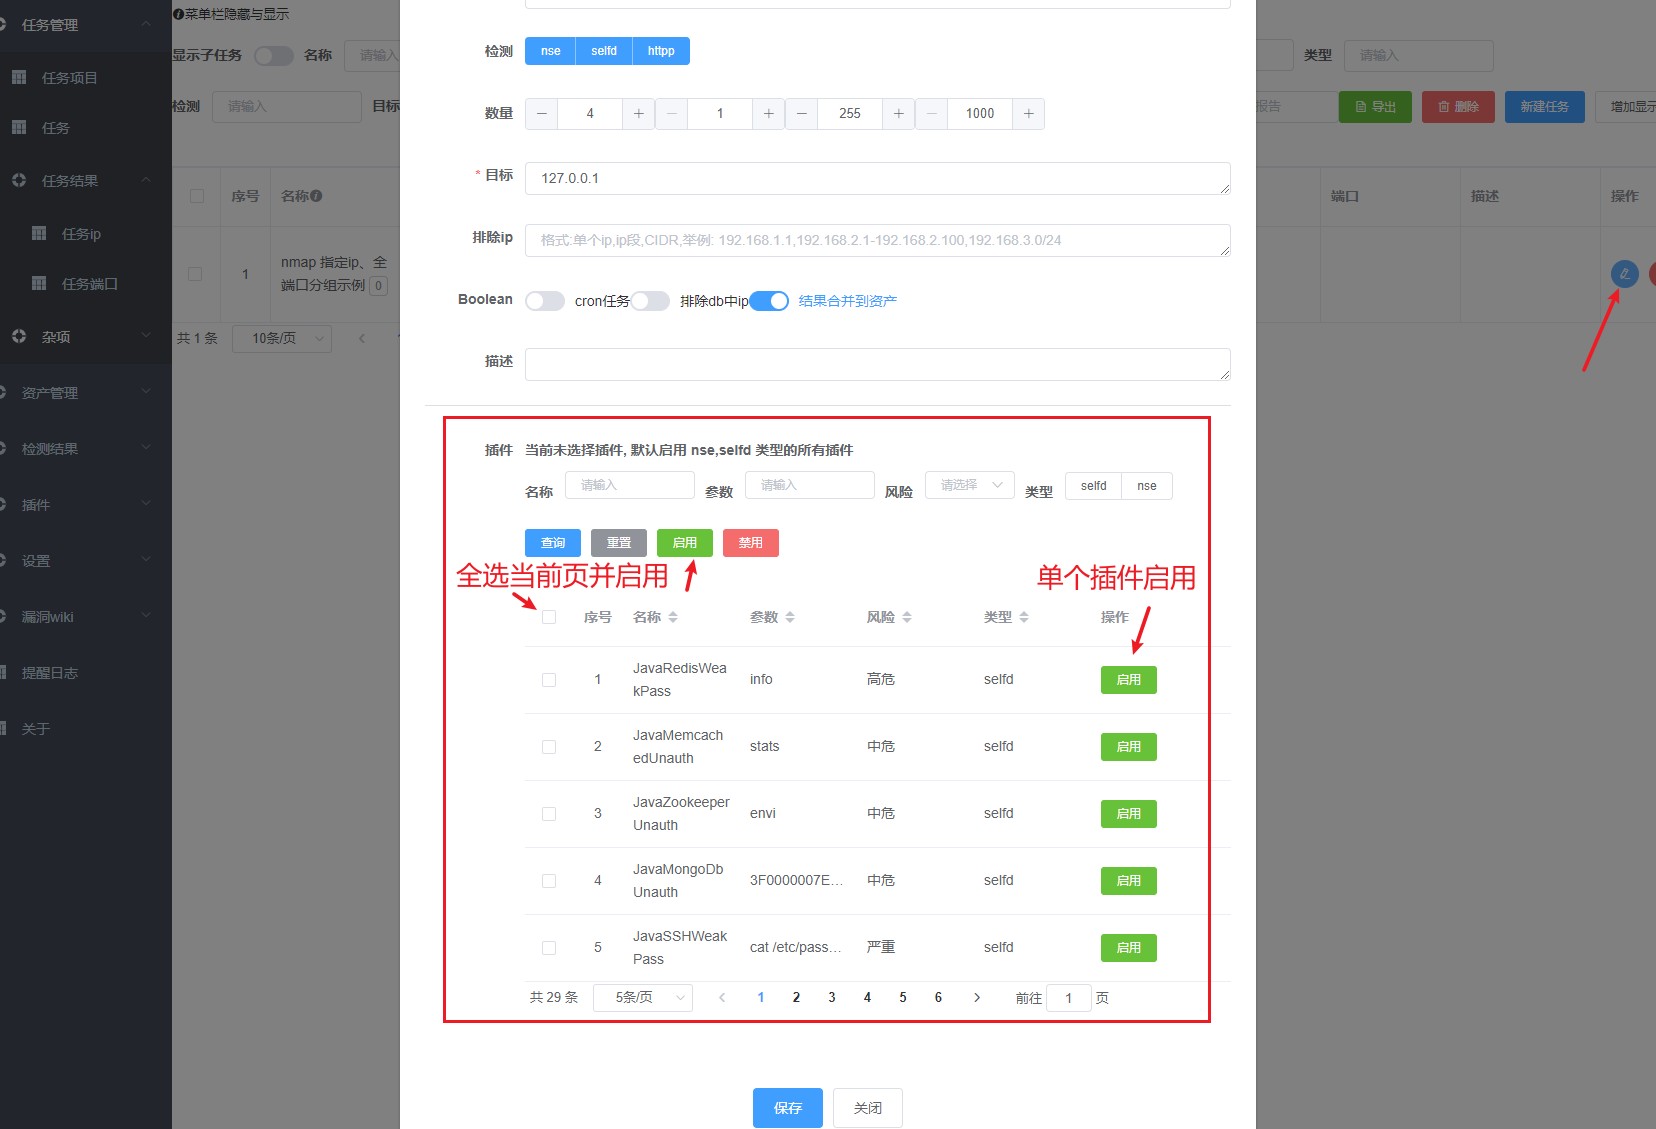 任务管理
任务项目
任务
任务结果
任务ip
任务端口
杂项
资产管理
检测结果
插件
设置
漏洞wiki
提醒日志
关于
菜单栏隐藏与显示
显示子任务 名称 请输入
检测 请输入 目标
序号 名称
1 nmap 指定ip、全
端口分组示例 0
共 1 条 10条/页
检测 nse selfd httpp
数量 4 1 255 1000
* 目标 127.0.0.1
排除ip 格式:单个ip,ip段,CIDR,举例: 192.168.1.1,192.168.2.1-192.168.2.100,192.168.3.0/24
Boolean cron任务 排除db中ip 结果合并到资产
描述
插件 当前未选择插件, 默认启用 nse,selfd 类型的所有插件
名称 请输入 参数 请输入 风险 请选择 类型 selfd nse
查询 重置 启用 禁用
全选当前页并启用
单个插件启用
序号 名称 参数 风险 类型 操作
1 JavaRedisWea
kPass info 高危 selfd 启用
2 JavaMemcach
edUnauth stats 中危 selfd 启用
3 JavaZookeeper
Unauth envi 中危 selfd 启用
4 JavaMongoDb
Unauth 3F0000007E... 中危 selfd 启用
5 JavaSSHWeak
Pass cat /etc/pass... 严重 selfd 启用
共 29 条 5条/页 1 2 3 4 5 6 前往 1 页
保存 关闭
类型 请输入
报告 导出 删除 新建任务 增加显示
端口 描述 操作